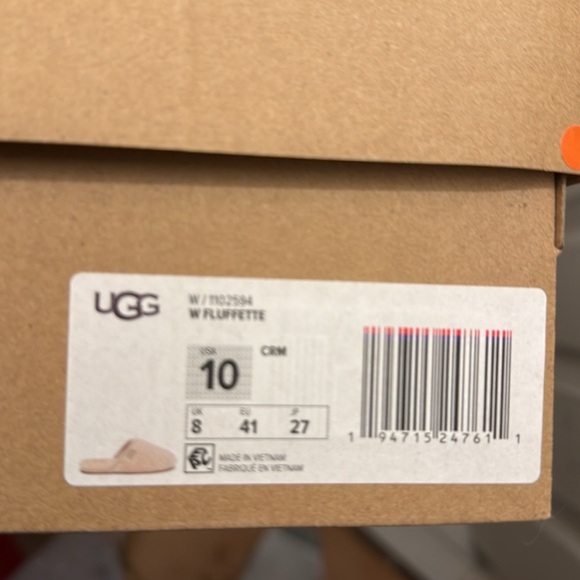 UGG
W / 1102594
W FLUFFETTE
USA
10
CRM
UK EU JP
8 41 27
MADE IN VIETNAM
FABRIQUÉ EN VIETNAM
1 94715 24761 1